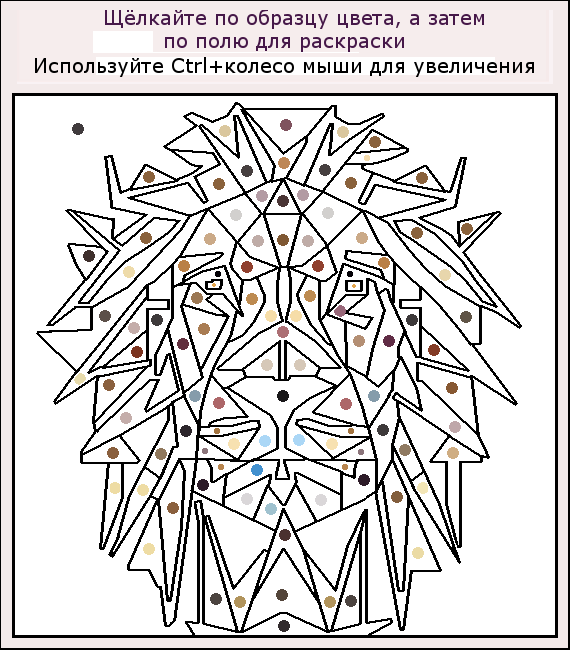 Щёлкайте по образцу цвета, а затем
по полю для раскраски
Используйте Ctrl+колесо мыши для увеличения